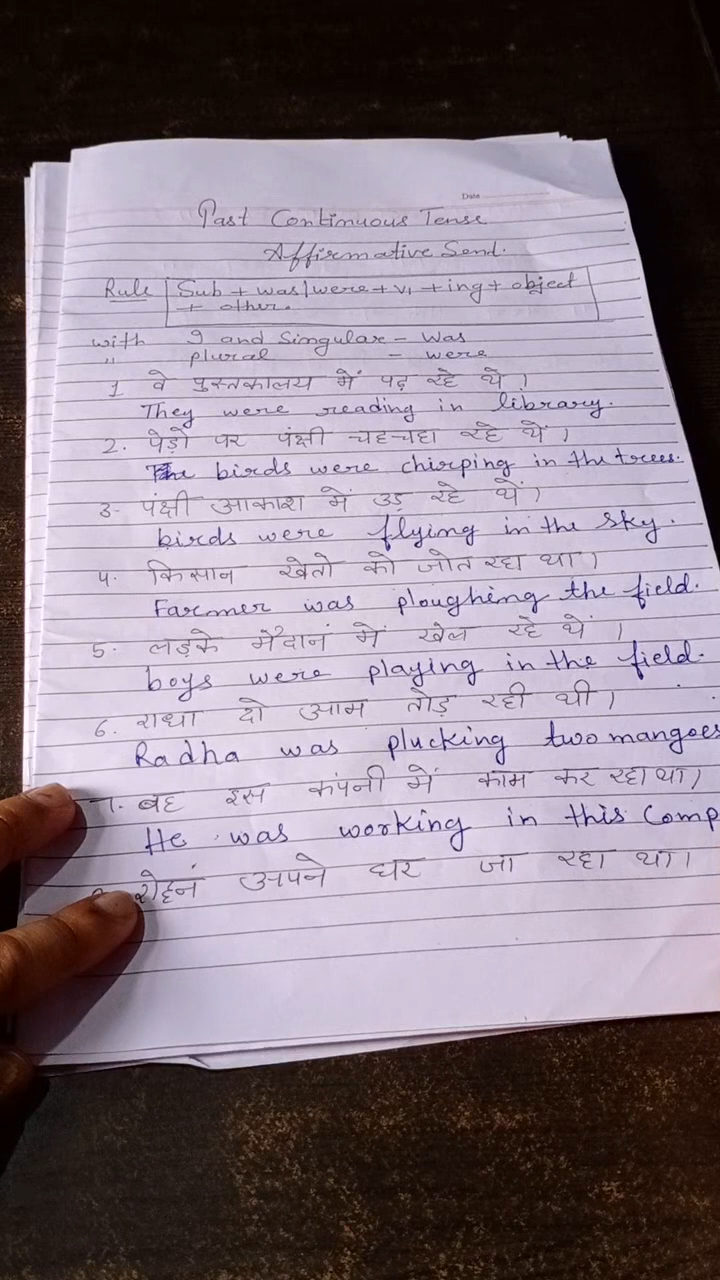 Date
Past Continuous Tense
Affirmative Send.
Rule Sub + was/were + v1 + ing + object
+ other.
with I and Singular - Was
" plural - were
1 वे पुस्तकालय में पढ़ रहे थे।
They were reading in library.
2. पेड़ो पर पंक्षी चहचहा रहे थें।
The birds were chirping in the trees.
3- पंक्षी आकाश में उड़ रहे थें।
birds were flying in the sky.
4. किसान खेतो को जोत रहा था।
Farmer was ploughing the field.
5. लड़के मैदानं में खेल रहे थें ।
boys were playing in the field.
6. राधा दो आम तोड़ रही थी।
Radha was plucking two mangoes
7. वह इस कंपनी में काम कर रहा था।
He was working in this Comp
रोहनं अपने घर जा रहा था।